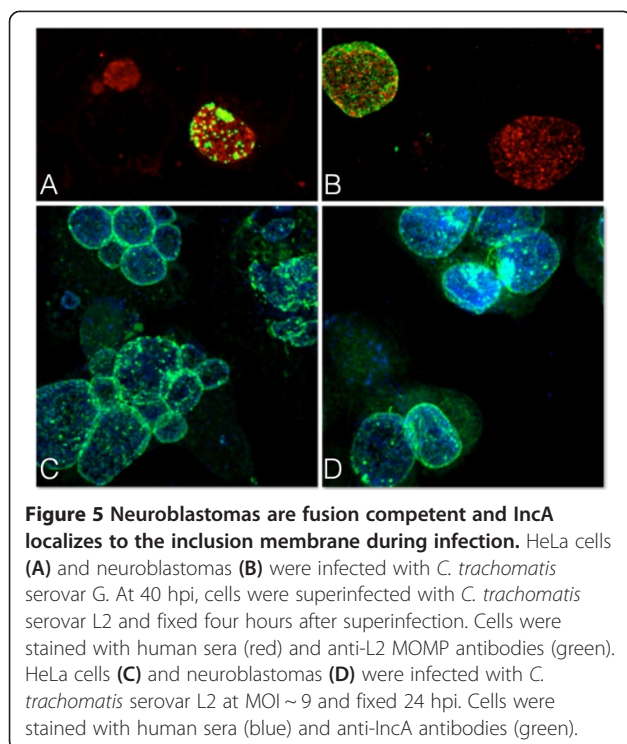 A
B
C
D
Figure 5 Neuroblastomas are fusion competent and IncA
localizes to the inclusion membrane during infection. HeLa cells
(A) and neuroblastomas (B) were infected with C. trachomatis
serovar G. At 40 hpi, cells were superinfected with C. trachomatis
serovar L2 and fixed four hours after superinfection. Cells were
stained with human sera (red) and anti-L2 MOMP antibodies (green).
HeLa cells (C) and neuroblastomas (D) were infected with C.
trachomatis serovar L2 at MOI ~ 9 and fixed 24 hpi. Cells were
stained with human sera (blue) and anti-IncA antibodies (green).